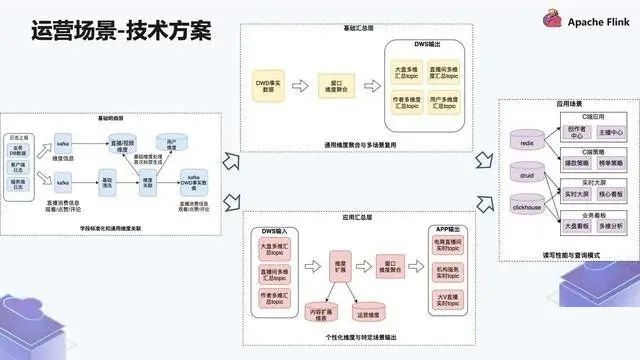 运营场景-技术方案
Apache Flink
基础明细层
日志上报
业务
DB数据
客户端
日志
服务端
日志
kafka
维度信息
直播/视频
维度
用户
维度
基础维度处理
首次转营生成
kafka
基础
清洗
维度
关联
kafka
DWD事实
数据
直播消费信息
观看/点赞/评论
直播消费信息
观看/点赞/评论
字段标准化和通用维度关联
基础汇总层
DWD事实
数据
窗口
维度聚合
DWS输出
大盘多维
汇总topic
直播间多维
度汇总topic
作者多维度
汇总topic
用户多维度
汇总topic
通用维度聚合与多场景复用
应用汇总层
DWS输入
大盘多维汇
总topic
直播间多维
汇总topic
作者多维汇
总topic
维度
扩展
窗口
维度聚合
内容扩展
维表
运营维度
APP输出
电商直播间
实时topic
机构服务
实时topic
大V直播
实时topic
个性化维度与特定场景输出
应用场景
redis
druid
clickhouse
C端应用
创作者
中心
主播中心
C端策略
爆款策略
榜单策略
实时大屏
实时大屏
核心看板
业务看板
大盘看板
多维分析
读写性能与查询模式